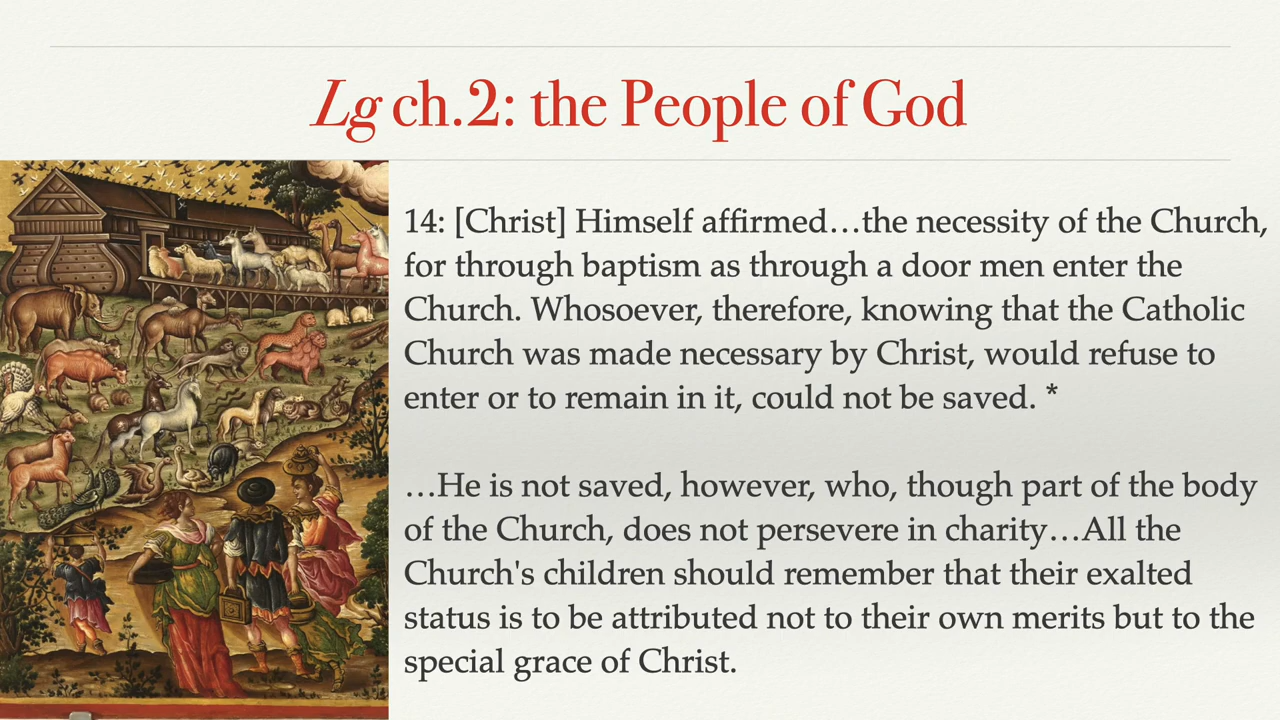 Lg ch.2: the People of God
14: [Christ] Himself affirmed…the necessity of the Church,
for through baptism as through a door men enter the
Church. Whosoever, therefore, knowing that the Catholic
Church was made necessary by Christ, would refuse to
enter or to remain in it, could not be saved. *
…He is not saved, however, who, though part of the body
of the Church, does not persevere in charity…All the
Church's children should remember that their exalted
status is to be attributed not to their own merits but to the
special grace of Christ.